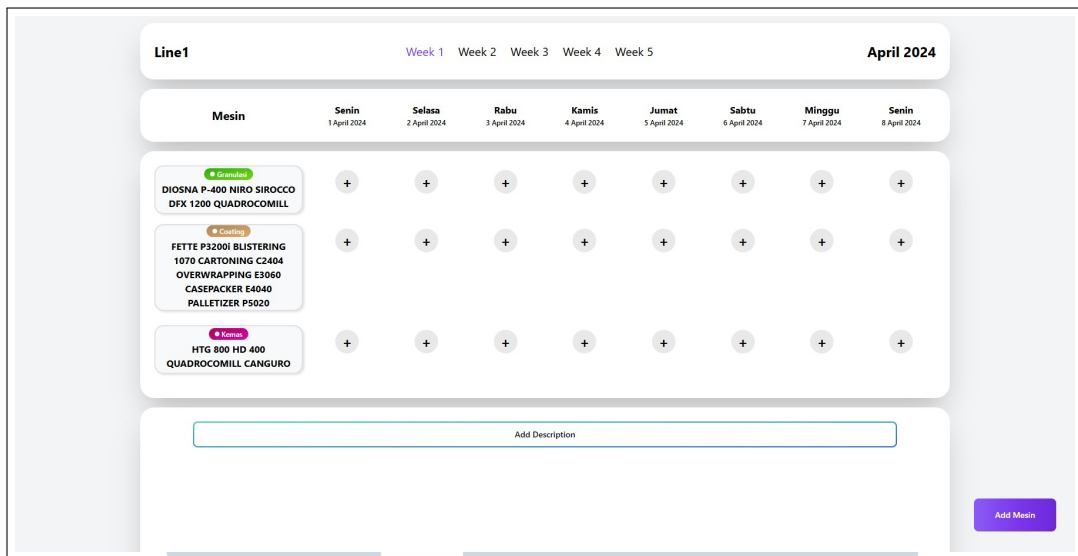 Line1 Week 1 Week 2 Week 3 Week 4 Week 5 April 2024
Mesin Senin Selasa Rabu Kamis Jumat Sabtu Minggu Senin
1 April 2024 2 April 2024 3 April 2024 4 April 2024 5 April 2024 6 April 2024 7 April 2024 8 April 2024
Granulasi
DIOSNA P-400 NIRO SIROCCO
DFX 1200 QUADROCOMILL
+ + + + + + + +
Coating
FETTE P3200i BLISTERING
1070 CARTONING C2404
OVERWRAPPING E3060
CASEPACKER E4040
PALLETIZER P5020
+ + + + + + + +
Kemas
HTG 800 HD 400
QUADROCOMILL CANGURO
+ + + + + + + +
Add Description
Add Mesin